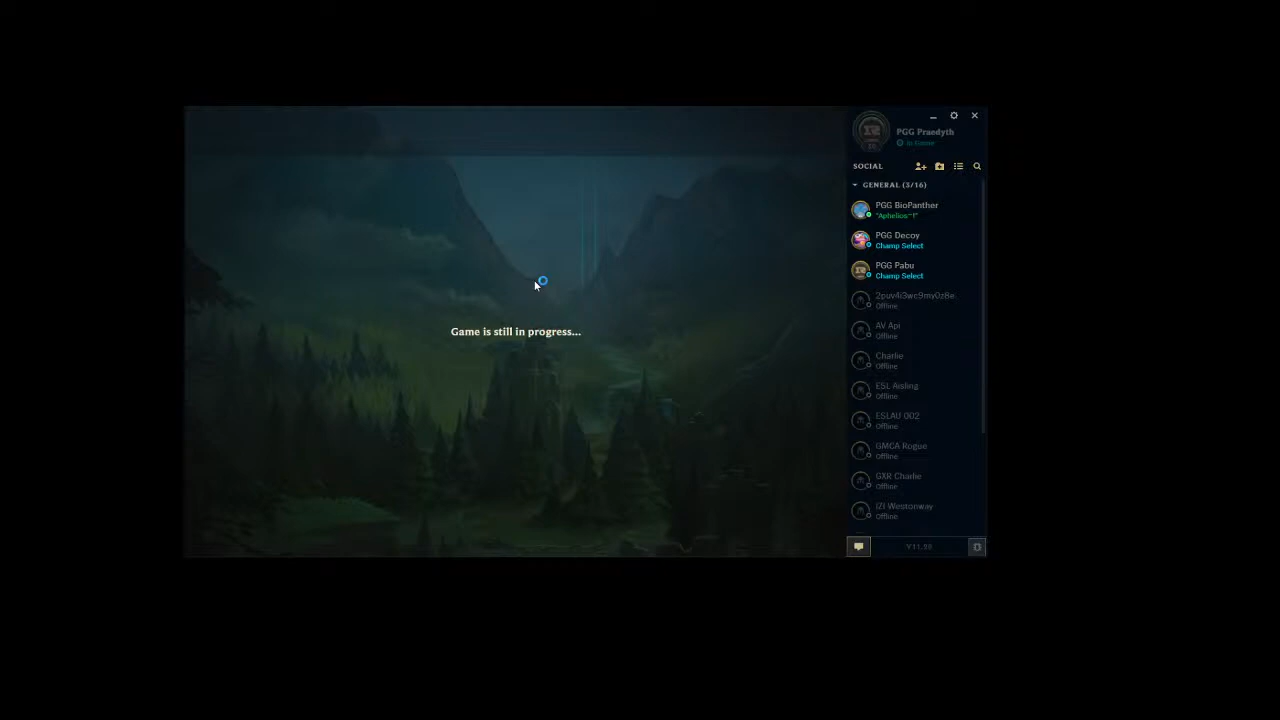 PGG Praedyth
In Game
SOCIAL
GENERAL (3/16)
PGG BioPanther
PGG Decoy
Champ Select
PGG Pabu
Champ Select
Game is still in progress...
Offline
AV Api
Offline
Charlie
Offline
ESL Aisling
Offline
ESLAU 002
Offline
GMCA Rogue
Offline
GXR Charlie
Offline
IZI Westonway
Offline